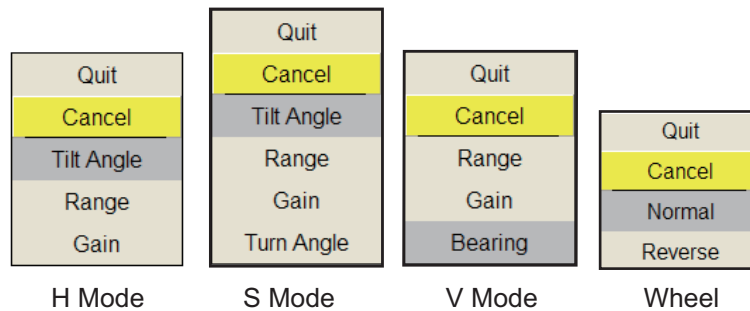 Quit
Cancel
Tilt Angle
Range
Gain
H Mode
Quit
Cancel
Tilt Angle
Range
Gain
Turn Angle
S Mode
Quit
Cancel
Range
Gain
Bearing
V Mode
Quit
Cancel
Normal
Reverse
Wheel